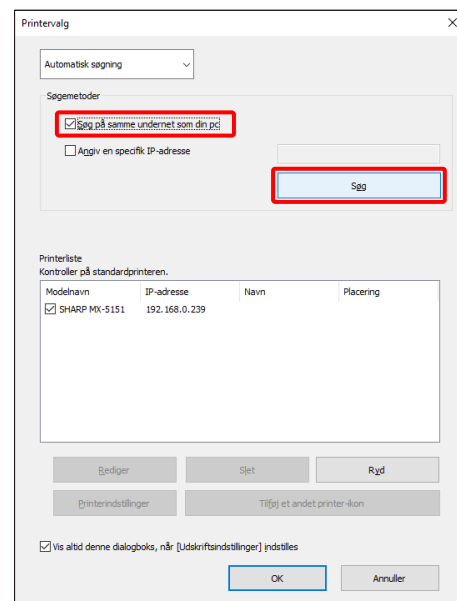 Printervalg
Automatisk søgning
Søgemetoder
Søg på samme undernet som din pc
Angiv en specifik IP-adresse
Søg
Printerliste
Kontroller på standardprinteren.
Modelnavn IP-adresse Navn Placering
SHARP MX-5151 192.168.0.239
Rediger Slet Ryd
Printerindstillinger Tilføj et andet printer-ikon
Vis altid denne dialogboks, når [Udskriftsindstillinger] indstilles
OK Annuller